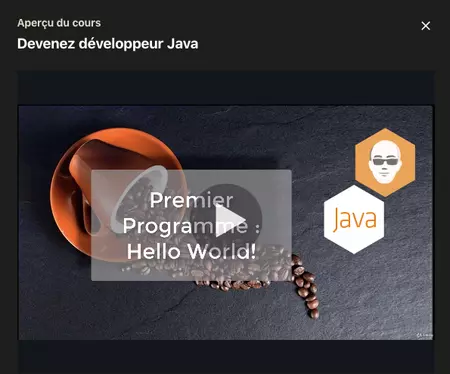 Aperçu du cours
Devenez développeur Java
Premier
Programme :
Hello World!
Java